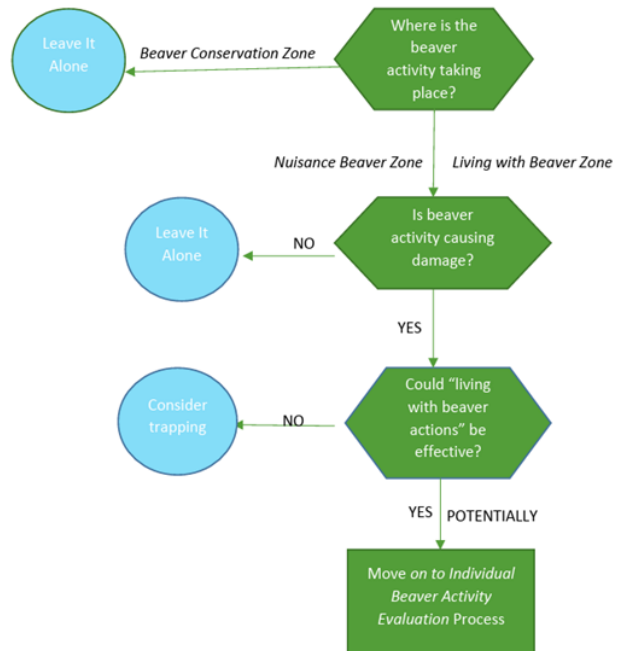 Where is the
beaver
activity taking
place?
Beaver Conservation Zone
Leave It
Alone
Nuisance Beaver Zone
Living with Beaver Zone
Is beaver
activity causing
damage?
NO
Leave It
Alone
YES
Could “living
with beaver
actions” be
effective?
NO
Consider
trapping
YES
POTENTIALLY
Move on to Individual
Beaver Activity
Evaluation Process